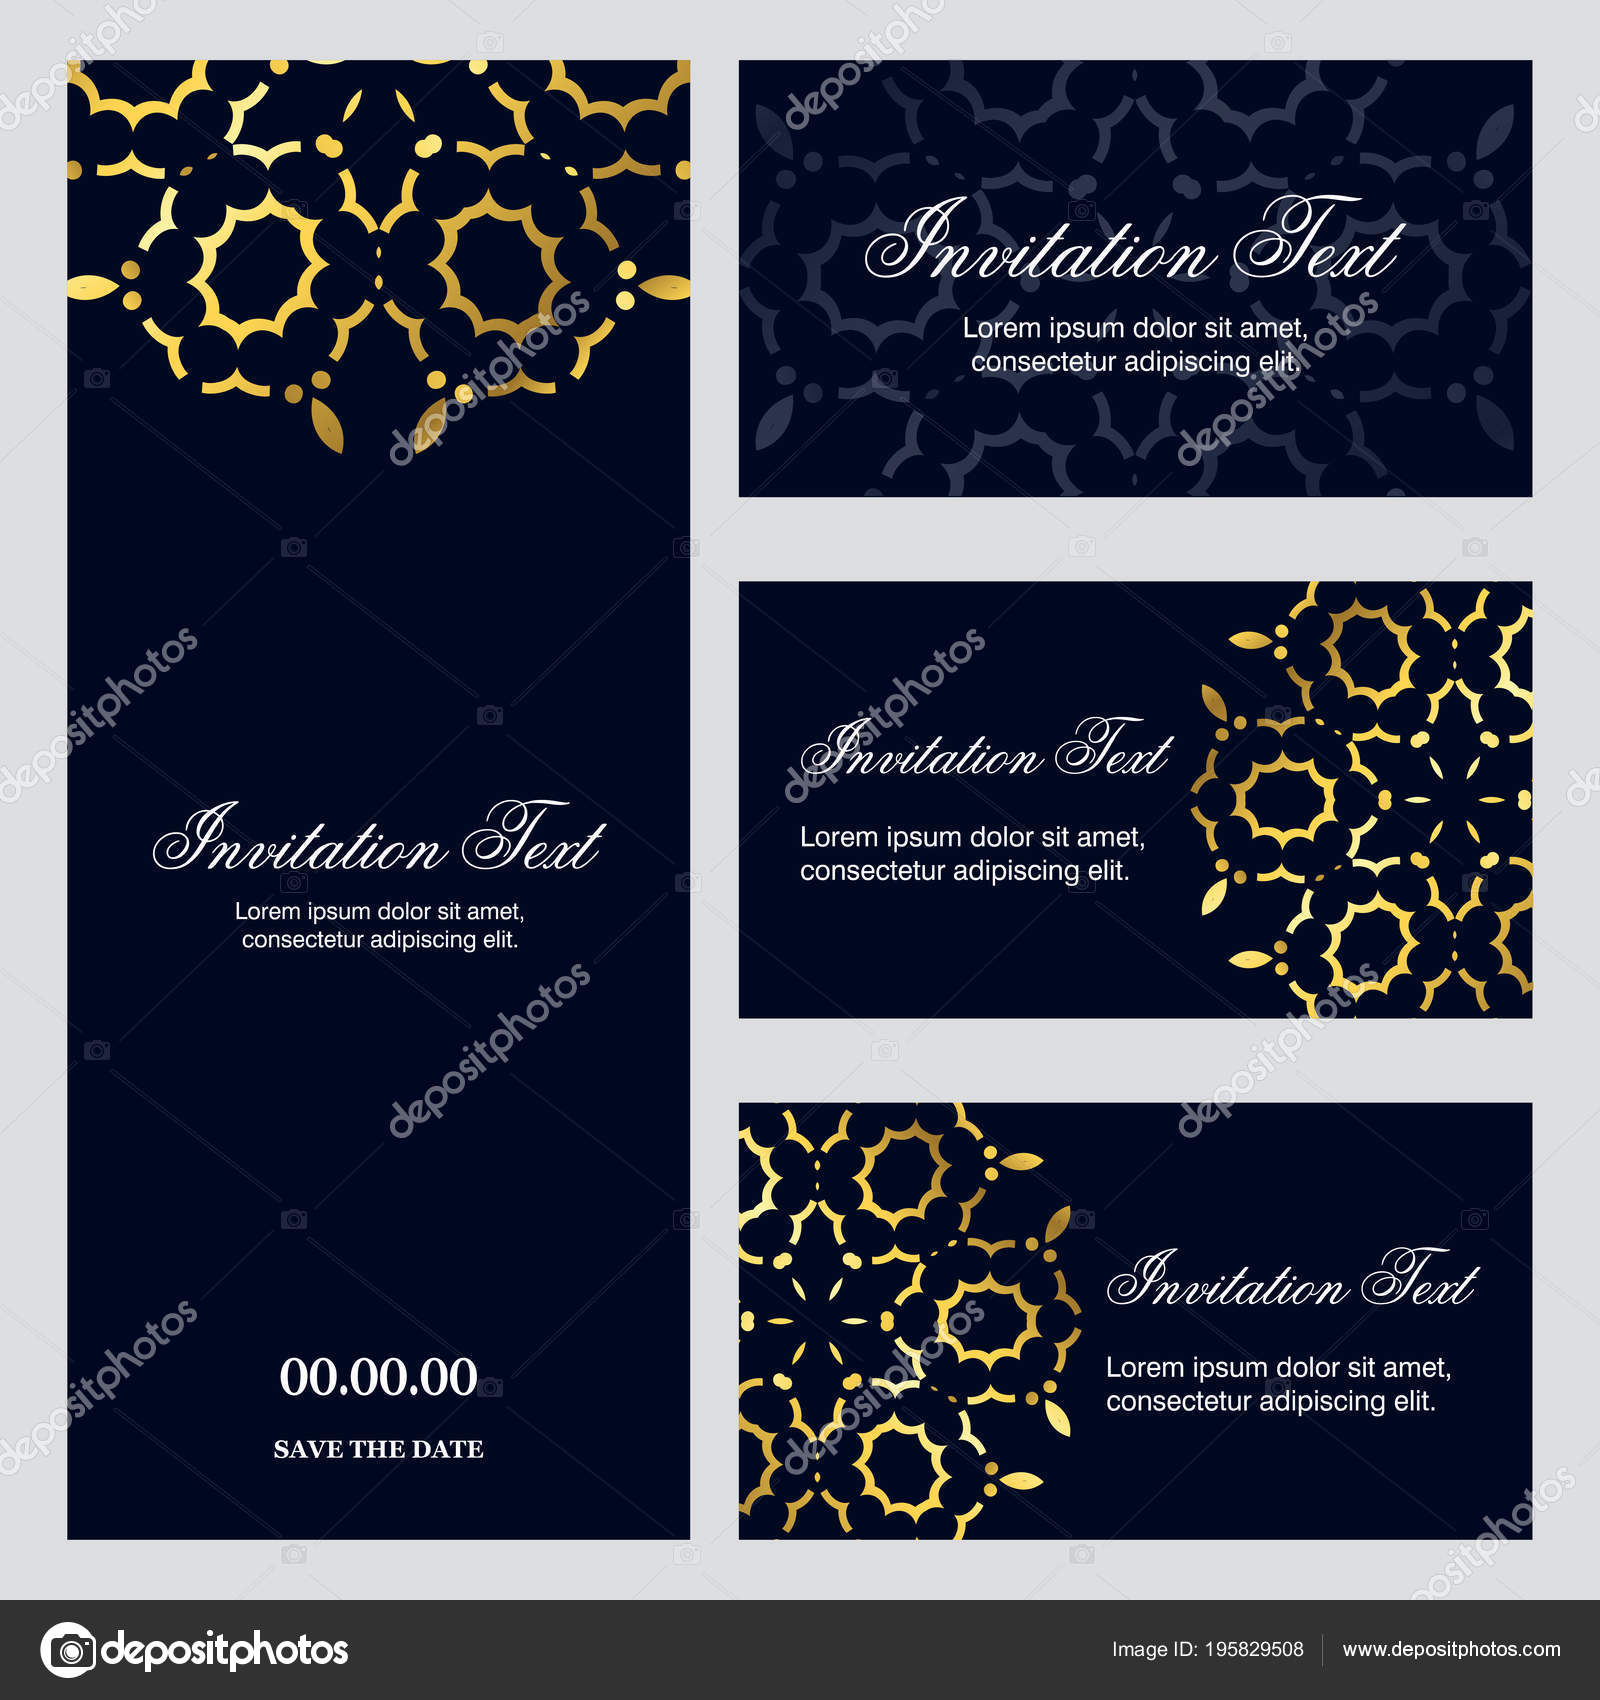 Invitation Text
Lorem ipsum dolor sit amet,
consectetur adipiscing elit.
00.00.00
SAVE THE DATE
Invitation Text
Lorem ipsum dolor sit amet,
consectetur adipiscing elit.
Invitation Text
Lorem ipsum dolor sit amet,
consectetur adipiscing elit.
Invitation Text
Lorem ipsum dolor sit amet,
consectetur adipiscing elit.
depositphotos
Image ID: 195829508
www.depositphotos.com